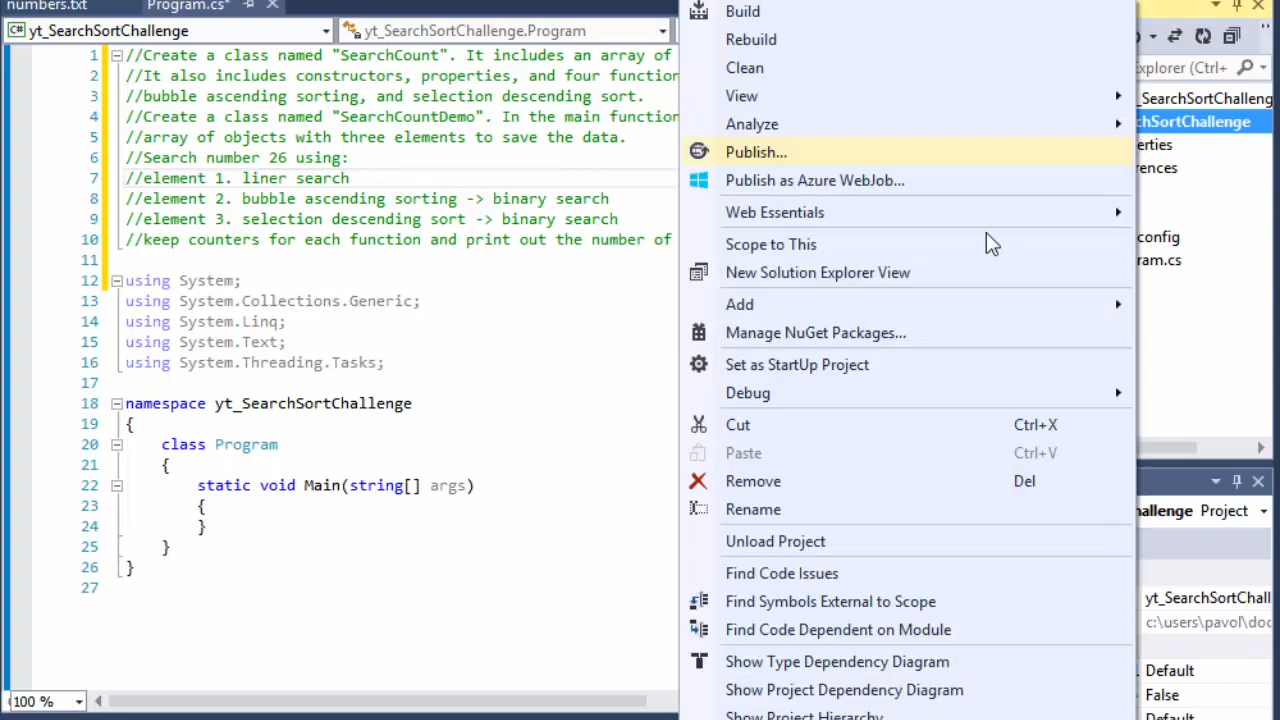 numbers.txt
Program.cs*
yt_SearchSortChallenge
yt_SearchSortChallenge.Program
1 //Create a class named "SearchCount". It includes an array of
2 //It also includes constructors, properties, and four function
3 //bubble ascending sorting, and selection descending sort.
4 //Create a class named "SearchCountDemo". In the main function
5 //array of objects with three elements to save the data.
6 //Search number 26 using:
7 //element 1. liner search
8 //element 2. bubble ascending sorting -> binary search
9 //element 3. selection descending sort -> binary search
10 //keep counters for each function and print out the number of
11
12 using System;
13 using System.Collections.Generic;
14 using System.Linq;
15 using System.Text;
16 using System.Threading.Tasks;
17
18 namespace yt_SearchSortChallenge
19 {
20 class Program
21 {
22 static void Main(string[] args)
23 {
24 }
25 }
26 }
27
100 %
Build
Rebuild
Clean
View
Analyze
Publish...
Publish as Azure WebJob...
Web Essentials
Scope to This
New Solution Explorer View
Add
Manage NuGet Packages...
Set as StartUp Project
Debug
Cut Ctrl+X
Paste Ctrl+V
Remove Del
Rename
Unload Project
Find Code Issues
Find Symbols External to Scope
Find Code Dependent on Module
Show Type Dependency Diagram
Show Project Dependency Diagram
Show Project Hierarchy
Explorer (Ctrl+
_SearchSortChalleng
chSortChallenge
erties
erences
config
ram.cs
hallenge Project
yt_SearchSortChall
c:\users\pavol\doc
Default
False
Default